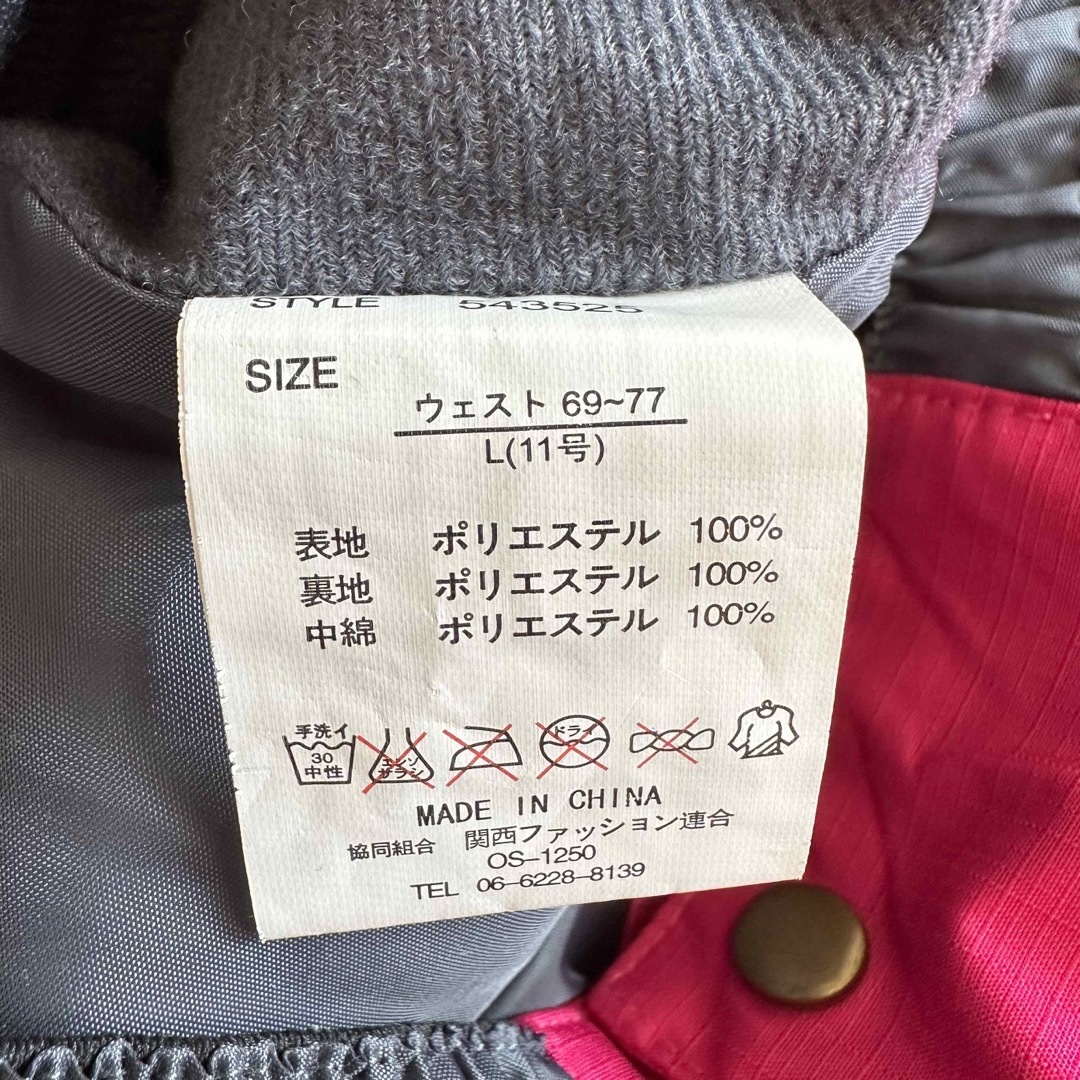 STYLE 543525
SIZE
ウェスト 69~77
L(11号)
表地 ポリエステル 100%
裏地 ポリエステル 100%
中綿 ポリエステル 100%
手洗イ
30
中性
エンソ
サラシ
ドライ
MADE IN CHINA
協同組合 関西ファッション連合
OS-1250
TEL 06-6228-8139